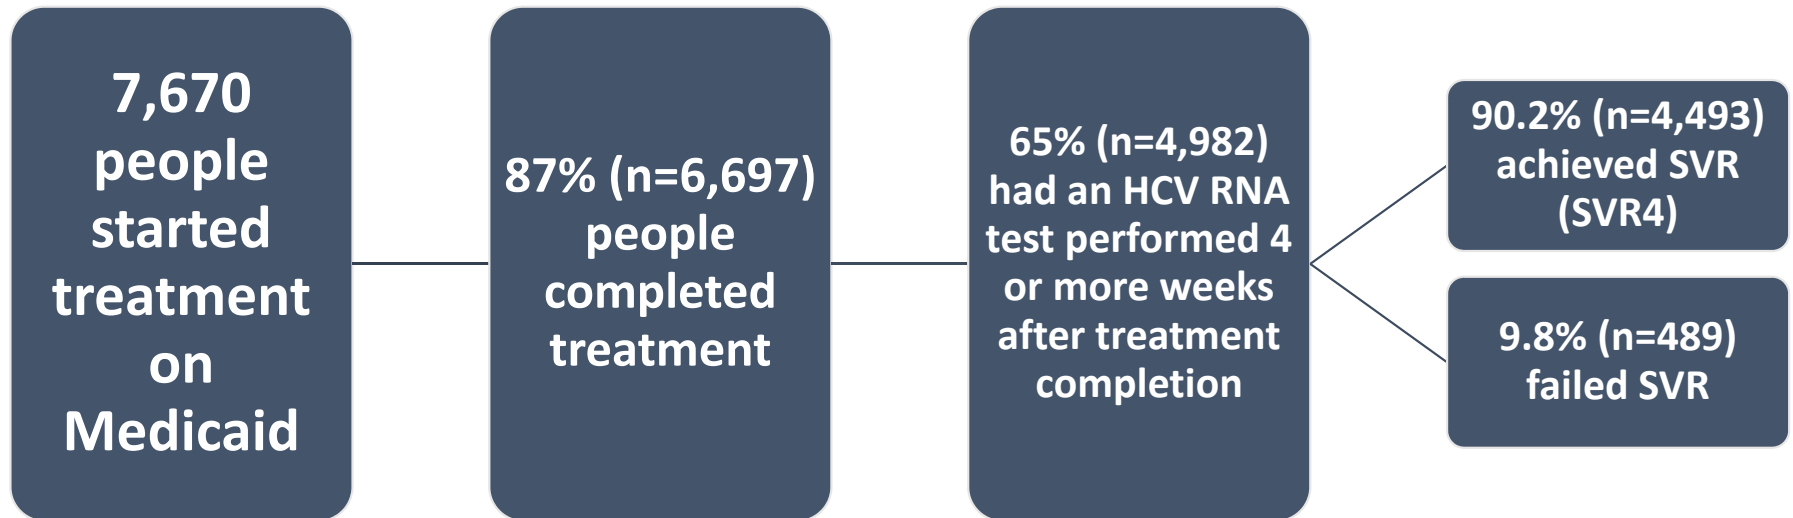 7,670
people
started
treatment
on
Medicaid
87% (n=6,697)
people
completed
treatment
65% (n=4,982)
had an HCV RNA
test performed 4
or more weeks
after treatment
completion
90.2% (n=4,493)
achieved SVR
(SVR4)
9.8% (n=489)
failed SVR